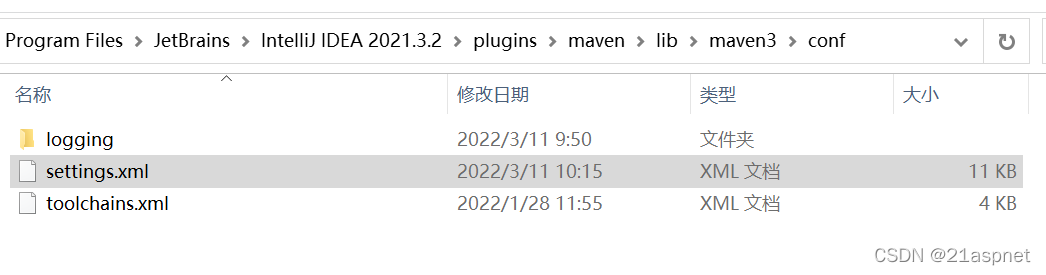 Program Files > JetBrains > IntelliJ IDEA 2021.3.2 > plugins > maven > lib > maven3 > conf
名称 修改日期 类型 大小
logging 2022/3/11 9:50 文件夹
settings.xml 2022/3/11 10:15 XML 文档 11 KB
toolchains.xml 2022/1/28 11:55 XML 文档 4 KB
CSDN @21aspnet